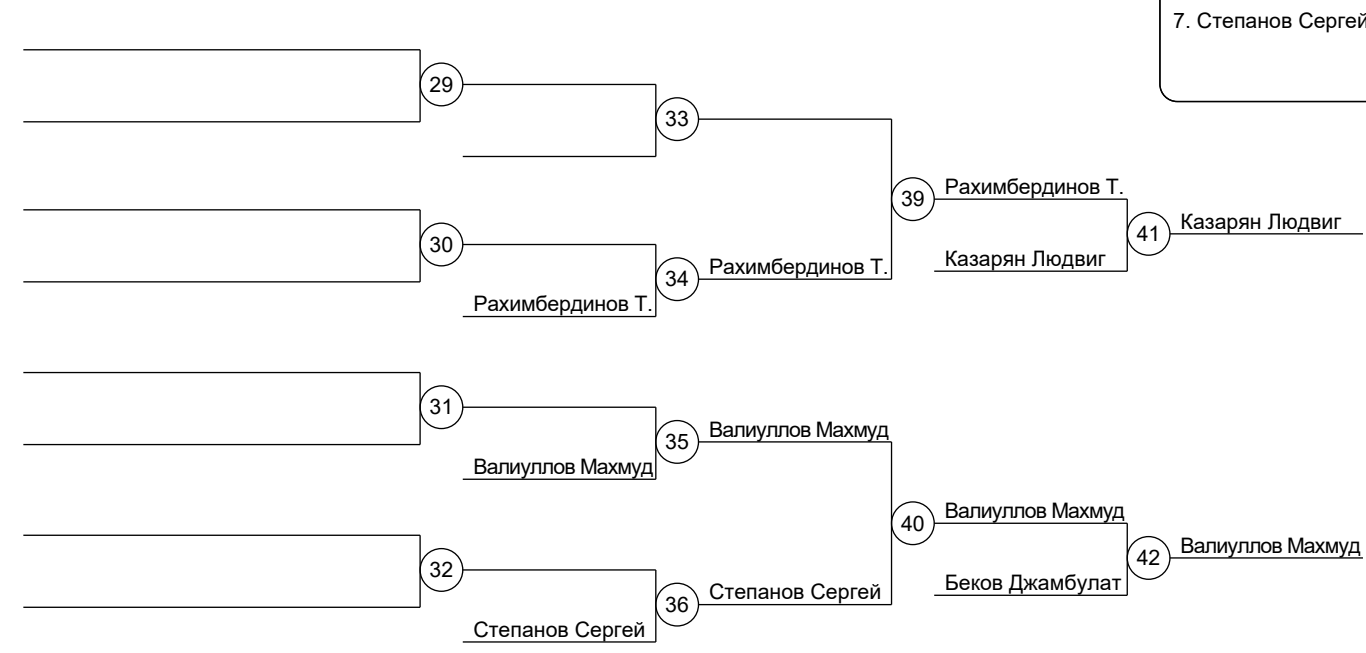 7. Степанов Сергей
29
33
39
Рахимбердинов Т.
41
Казарян Людвиг
30
34
Рахимбердинов Т.
Казарян Людвиг
Рахимбердинов Т.
31
35
Валиуллов Махмуд
Валиуллов Махмуд
40
Валиуллов Махмуд
42
Валиуллов Махмуд
32
36
Степанов Сергей
Беков Джамбулат
Степанов Сергей